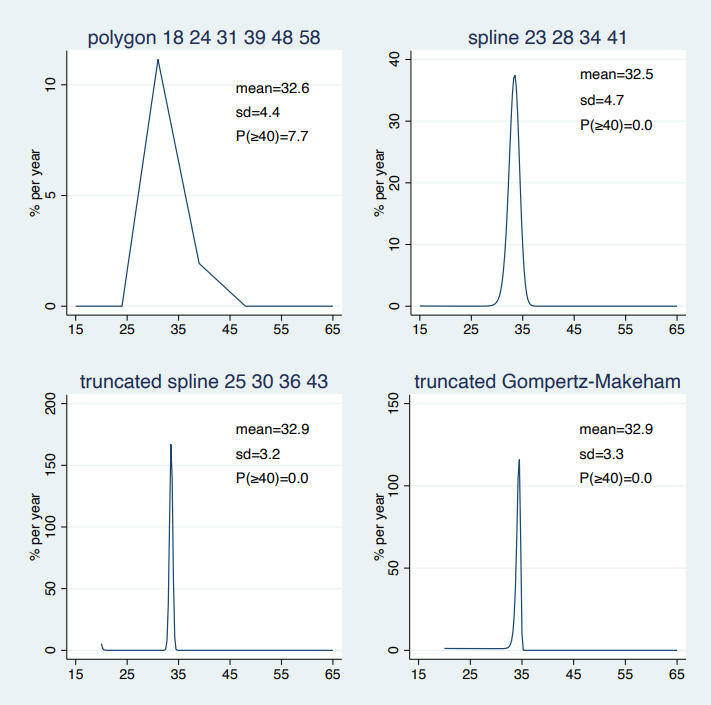 polygon 18 24 31 39 48 58
mean=32.6
sd=4.4
P(≥40)=7.7
% per year
0
5
10
15 25 35 45 55 65
spline 23 28 34 41
mean=32.5
sd=4.7
P(≥40)=0.0
% per year
0
10
20
30
40
15 25 35 45 55 65
truncated spline 25 30 36 43
mean=32.9
sd=3.2
P(≥40)=0.0
% per year
0
50
100
150
200
15 25 35 45 55 65
truncated Gompertz-Makeham
mean=32.9
sd=3.3
P(≥40)=0.0
% per year
0
50
100
150
15 25 35 45 55 65